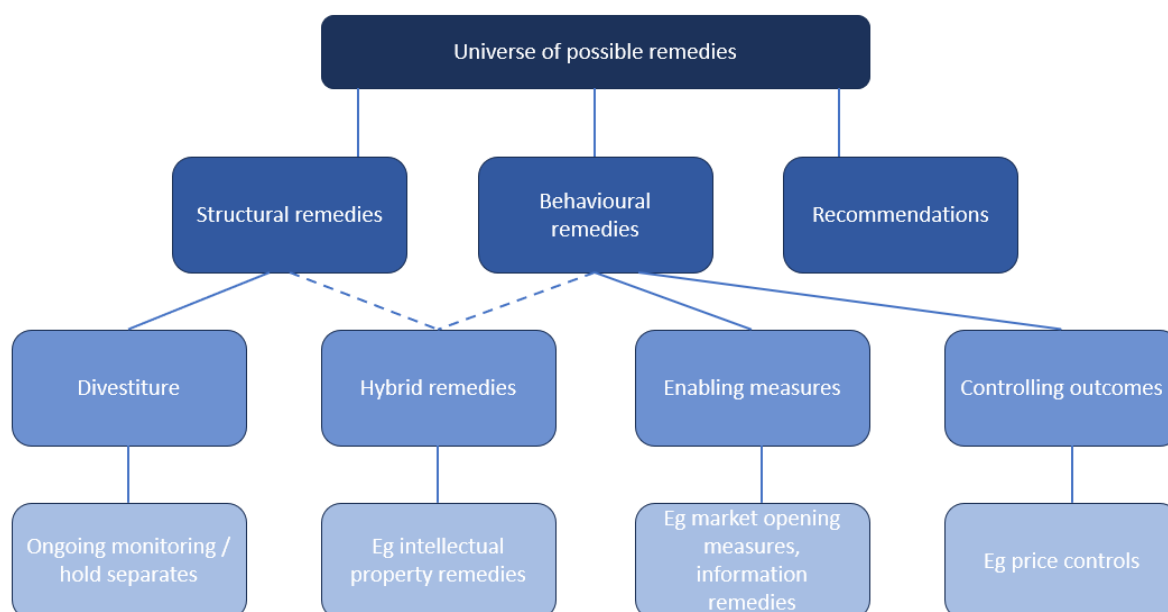 Universe of possible remedies
Structural remedies
Behavioural
remedies
Recommendations
Divestiture
Hybrid remedies
Enabling measures
Controlling outcomes
Ongoing monitoring /
hold separates
Eg intellectual
property remedies
Eg market opening
measures,
information
remedies
Eg price controls